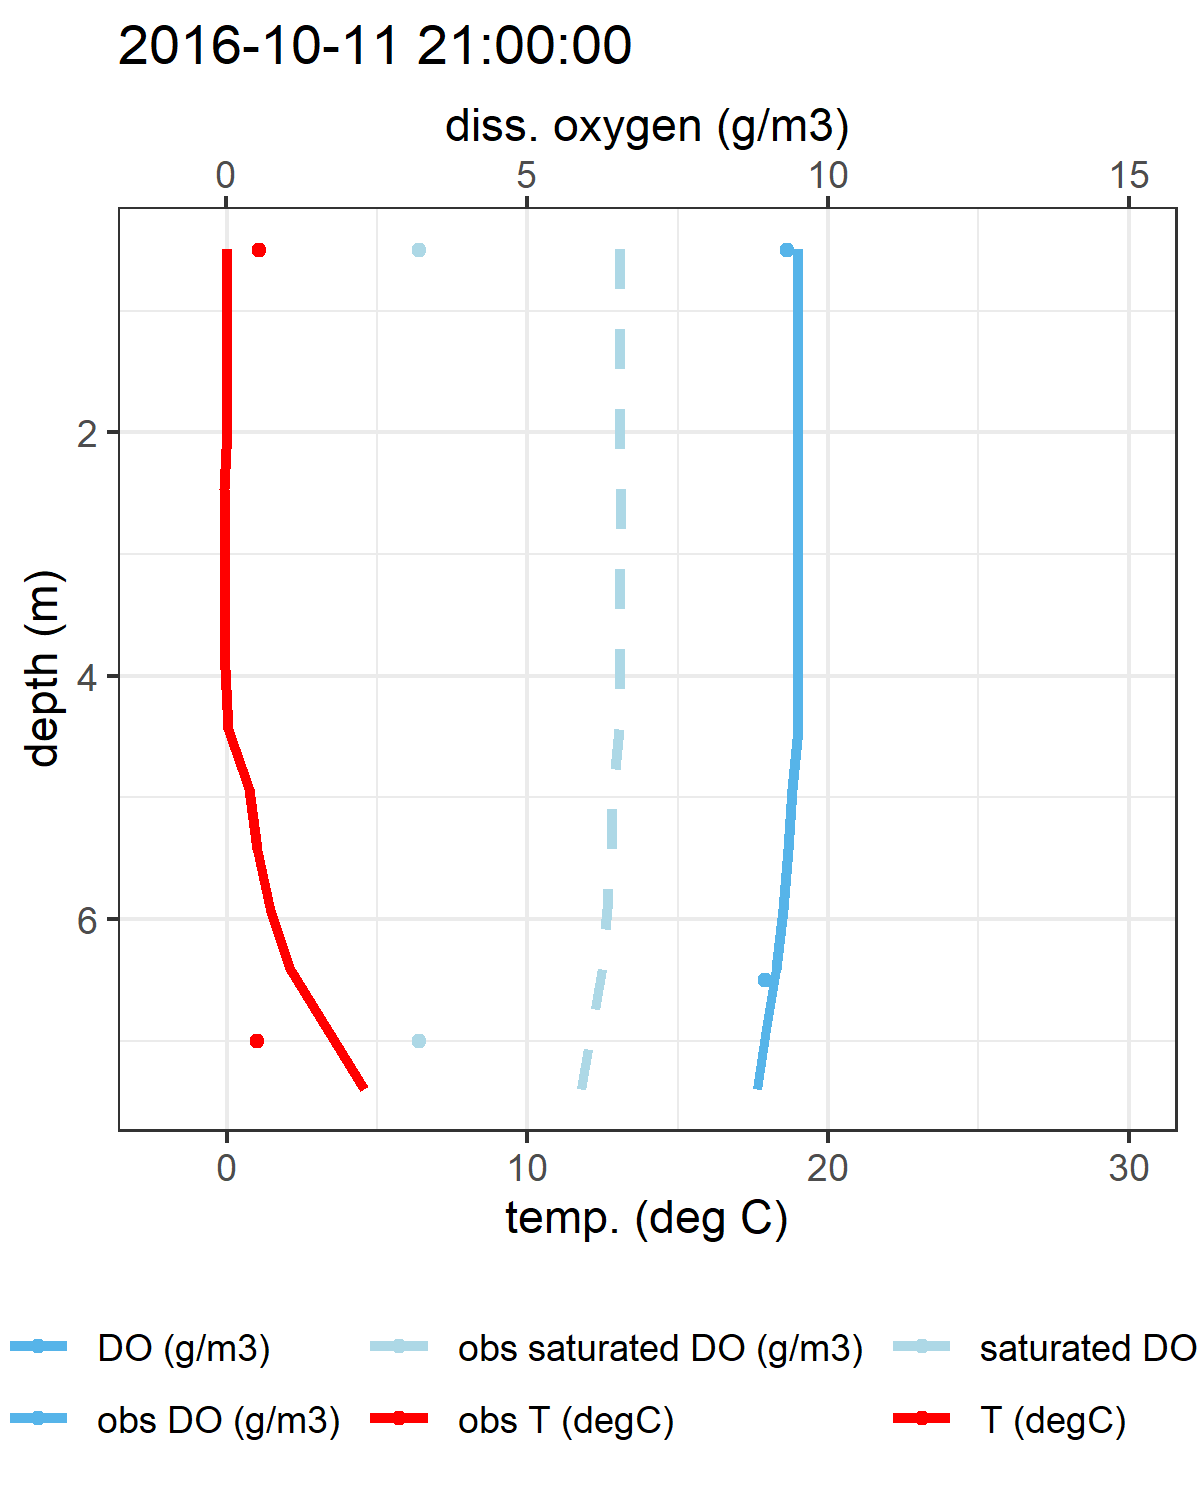 2016-10-11 21:00:00
diss. oxygen (g/m3)
0 5 10 15
depth (m)
2
4
6
0 10 20 30
temp. (deg C)
DO (g/m3) obs saturated DO (g/m3) saturated DO
obs DO (g/m3) obs T (degC) T (degC)